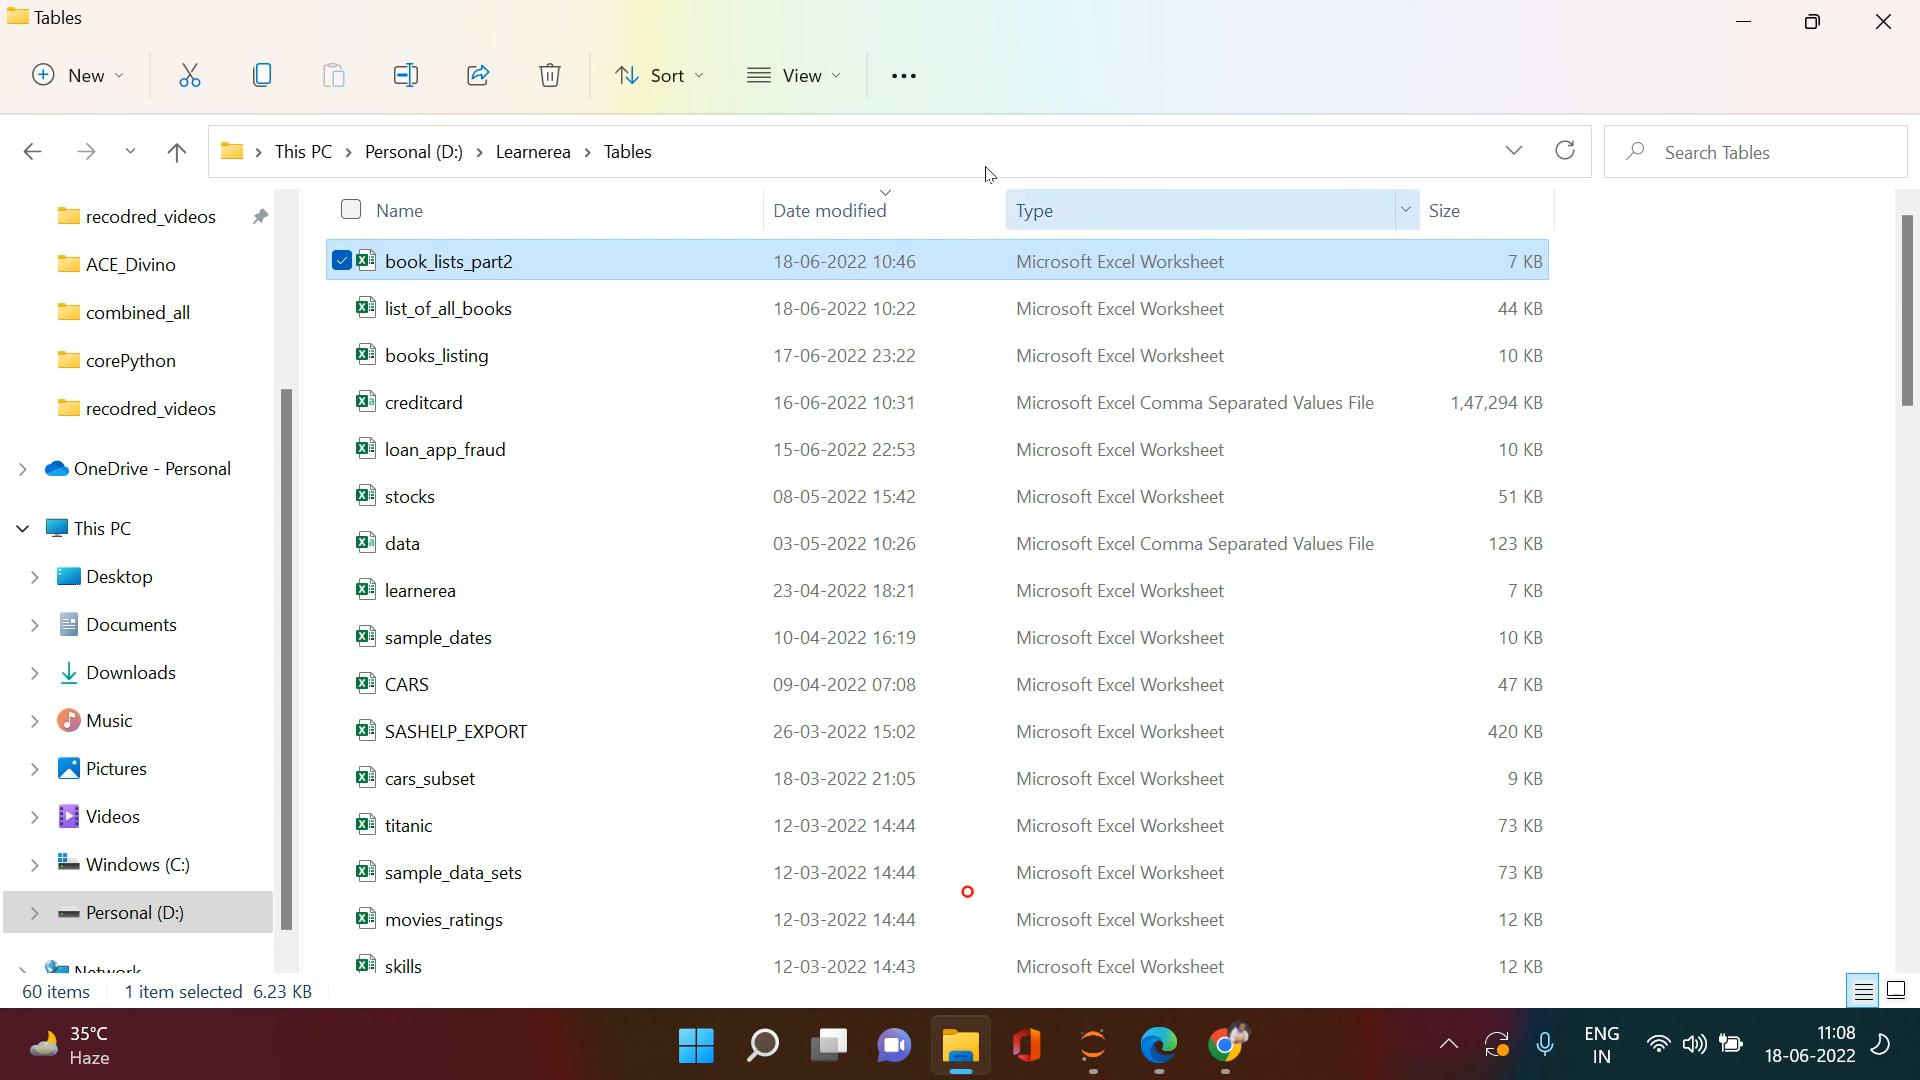 Tables
New
Sort
View
This PC > Personal (D:) > Learnerea > Tables
Search Tables
recodred_videos
ACE_Divino
combined_all
corePython
recodred_videos
OneDrive - Personal
This PC
Desktop
Documents
Downloads
Music
Pictures
Videos
Windows (C:)
Personal (D:)
Network
Name Date modified Type Size
book_lists_part2 18-06-2022 10:46 Microsoft Excel Worksheet 7 KB
list_of_all_books 18-06-2022 10:22 Microsoft Excel Worksheet 44 KB
books_listing 17-06-2022 23:22 Microsoft Excel Worksheet 10 KB
creditcard 16-06-2022 10:31 Microsoft Excel Comma Separated Values File 1,47,294 KB
loan_app_fraud 15-06-2022 22:53 Microsoft Excel Worksheet 10 KB
stocks 08-05-2022 15:42 Microsoft Excel Worksheet 51 KB
data 03-05-2022 10:26 Microsoft Excel Comma Separated Values File 123 KB
learnerea 23-04-2022 18:21 Microsoft Excel Worksheet 7 KB
sample_dates 10-04-2022 16:19 Microsoft Excel Worksheet 10 KB
CARS 09-04-2022 07:08 Microsoft Excel Worksheet 47 KB
SASHELP_EXPORT 26-03-2022 15:02 Microsoft Excel Worksheet 420 KB
cars_subset 18-03-2022 21:05 Microsoft Excel Worksheet 9 KB
titanic 12-03-2022 14:44 Microsoft Excel Worksheet 73 KB
sample_data_sets 12-03-2022 14:44 Microsoft Excel Worksheet 73 KB
movies_ratings 12-03-2022 14:44 Microsoft Excel Worksheet 12 KB
skills 12-03-2022 14:43 Microsoft Excel Worksheet 12 KB
60 items 1 item selected 6.23 KB
35°C
Haze
ENG
IN
11:08
18-06-2022